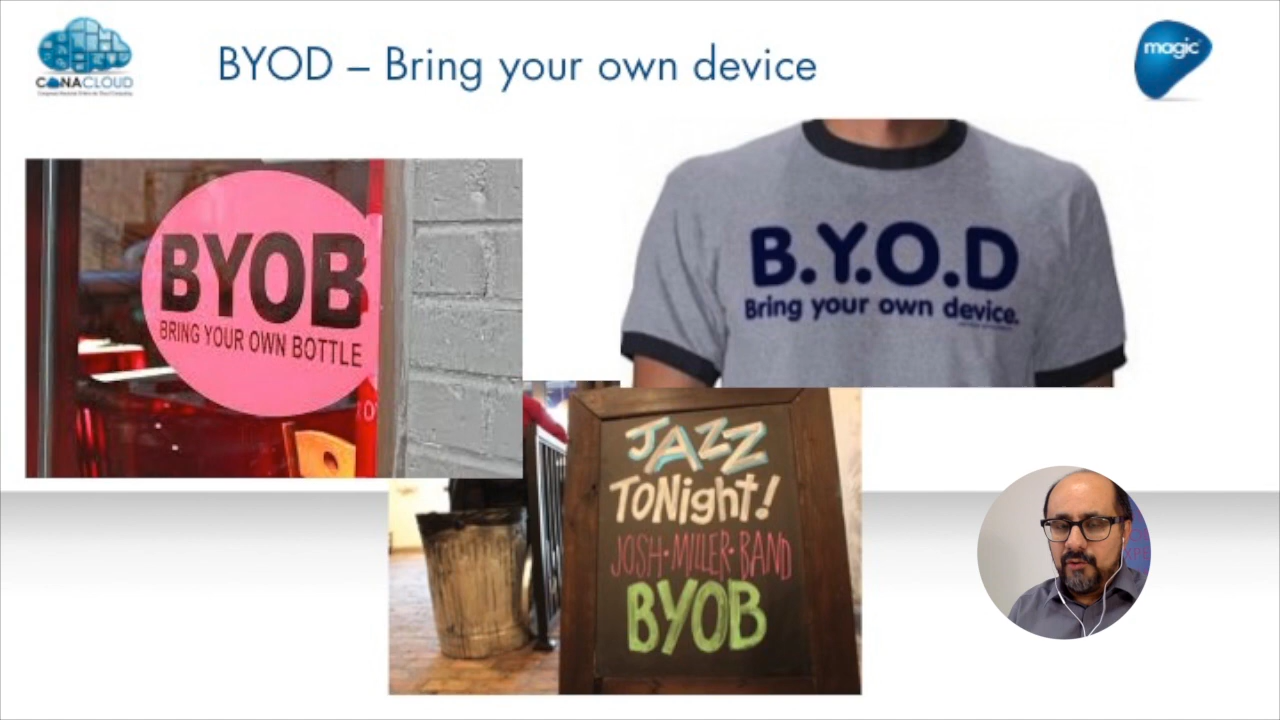 CONACLOUD
BYOD – Bring your own device
magic
BYOB
BRING YOUR OWN BOTTLE
B.Y.O.D
Bring your own device.
JAZZ
TONight!
JOSH•MILLER•BAND
BYOB